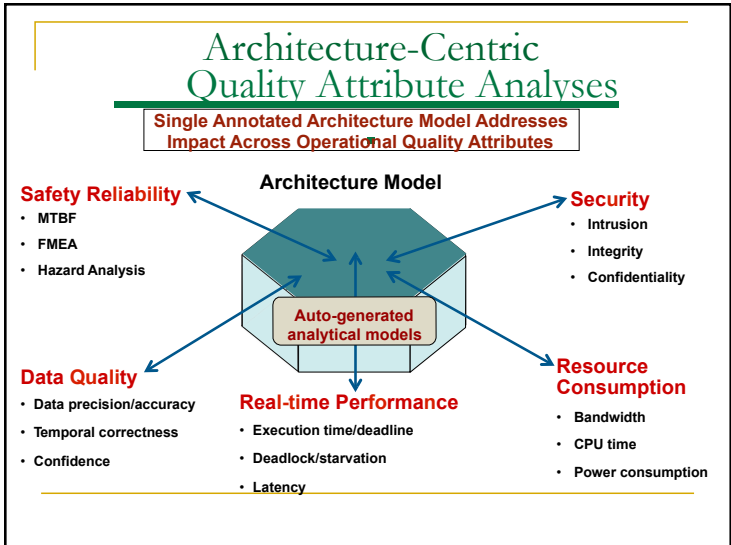 Architecture-Centric
Quality Attribute Analyses
Single Annotated Architecture Model Addresses
Impact Across Operational Quality Attributes
Architecture Model
Safety Reliability
• MTBF
• FMEA
• Hazard Analysis
Security
• Intrusion
• Integrity
• Confidentiality
Auto-generated
analytical models
Data Quality
• Data precision/accuracy
• Temporal correctness
• Confidence
Real-time Performance
• Execution time/deadline
• Deadlock/starvation
• Latency
Resource
Consumption
• Bandwidth
• CPU time
• Power consumption